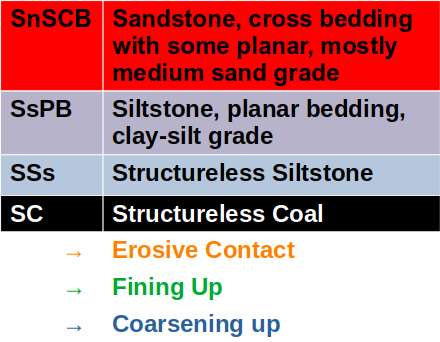 SnSCB Sandstone, cross bedding
with some planar, mostly
medium sand grade
SsPB Siltstone, planar bedding,
clay-silt grade
SSs Structureless Siltstone
SC Structureless Coal
→ Erosive Contact
→ Fining Up
→ Coarsening up